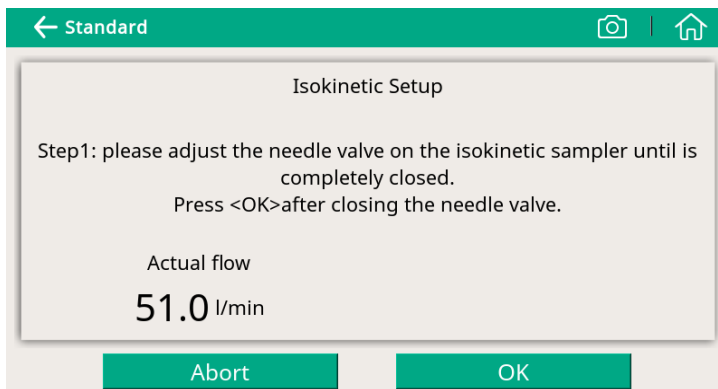 Standard
Isokinetic Setup
Step1: please adjust the needle valve on the isokinetic sampler until is
completely closed.
Press <OK>after closing the needle valve.
Actual flow
51.0 l/min
Abort
OK